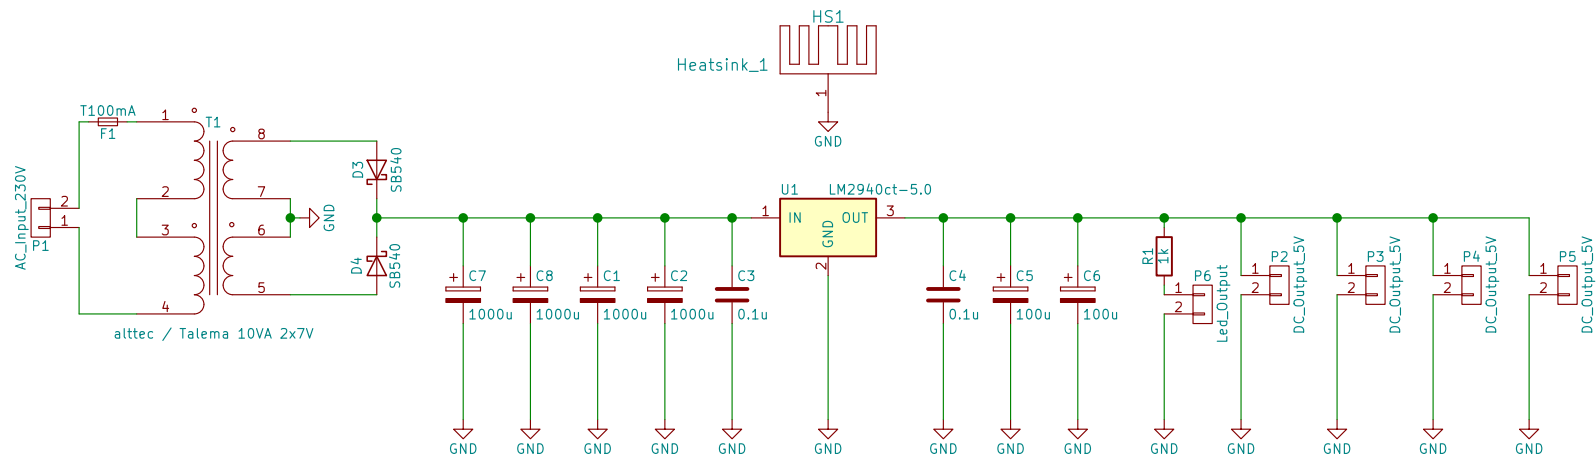 HS1
Heatsink_1
1
GND
T100mA
F1
1
2
3
4
T1
8
7
6
5
GND
AC_Input_230V
2
1
P1
alttec / Talema 10VA 2x7V
D3
SB540
D4
SB540
U1
LM2940ct-5.0
1
IN
OUT
3
GND
2
+ C7
1000u
+ C8
1000u
+ C1
1000u
+ C2
1000u
C3
0.1u
C4
0.1u
+ C5
100u
+ C6
100u
R1
1k
P6
1
2
Led_Output
P2
1
2
DC_Output_5V
P3
1
2
DC_Output_5V
P4
1
2
DC_Output_5V
P5
1
2
DC_Output_5V
GND
GND
GND
GND
GND
GND
GND
GND
GND
GND
GND
GND
GND
GND